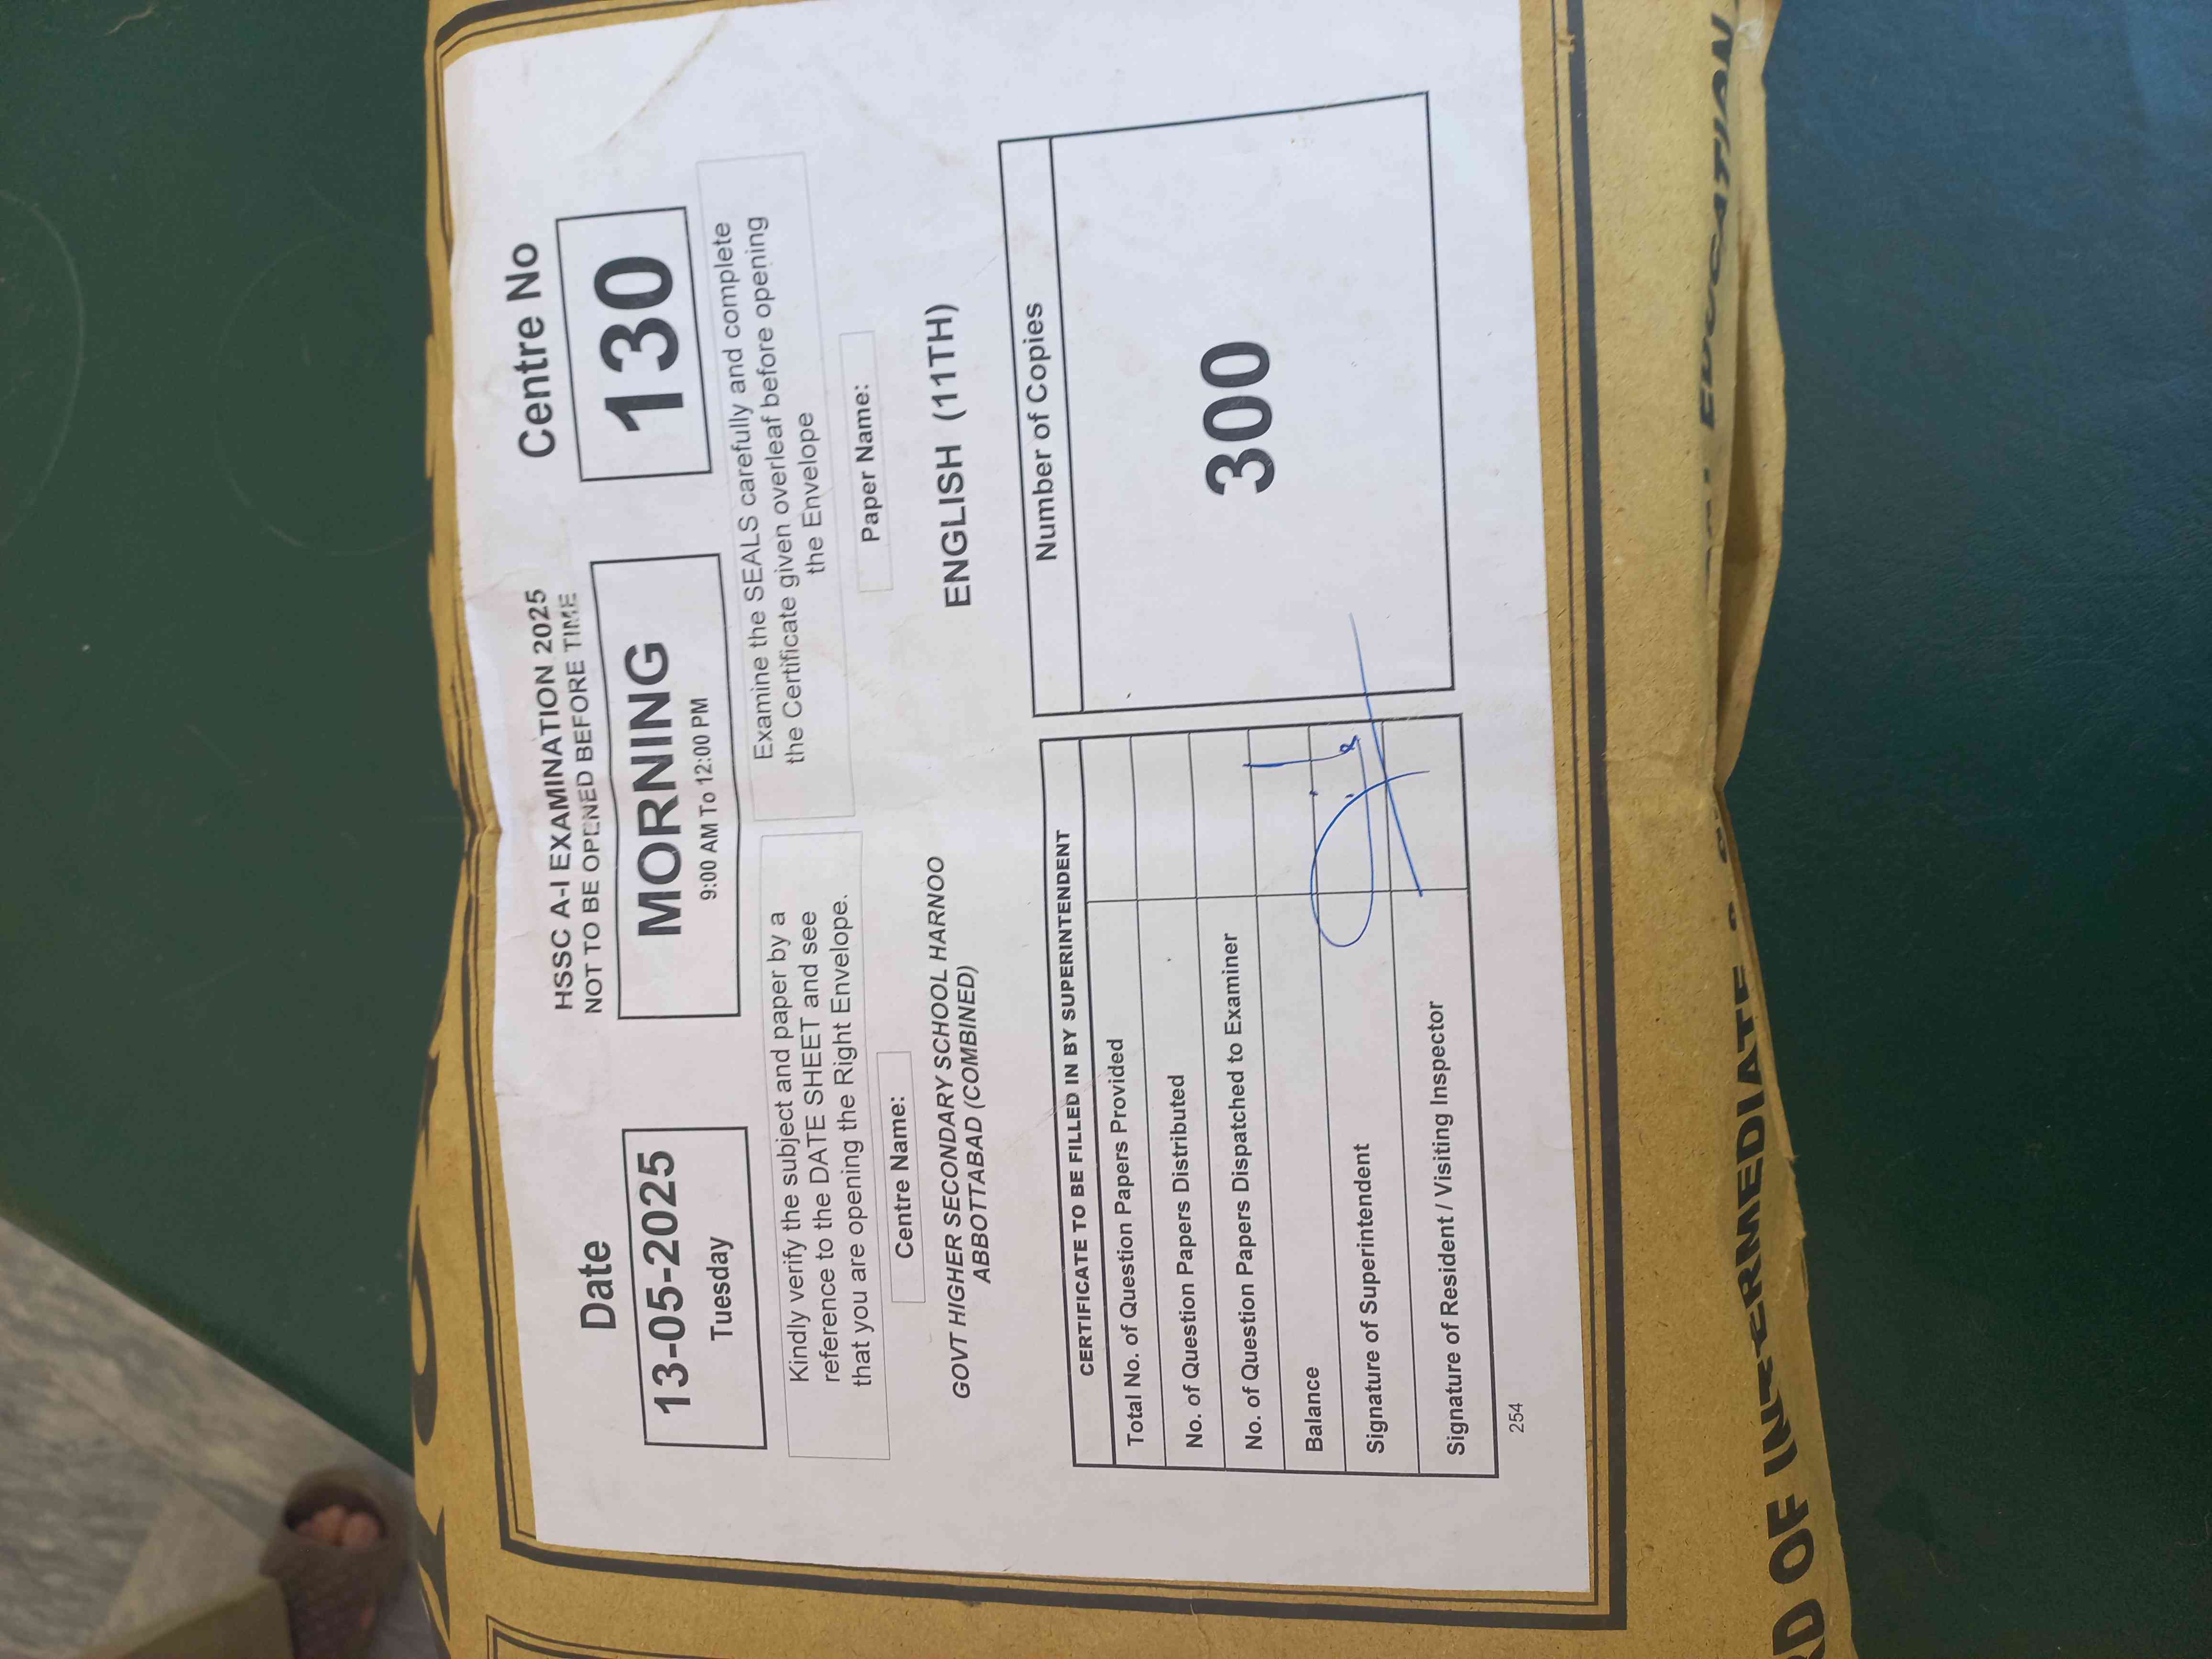 HSSC A-I EXAMINATION 2025
NOT TO BE OPENED BEFORE TIME
Date
13-05-2025
Tuesday
MORNING
9:00 AM To 12:00 PM
Centre No
130
Kindly verify the subject and paper by a
reference to the DATE SHEET and see
that you are opening the Right Envelope.
Examine the SEALS carefully and complete
the Certificate given overleaf before opening
the Envelope
Centre Name:
GOVT HIGHER SECONDARY SCHOOL HARNOO
ABBOTTABAD (COMBINED)
Paper Name:
ENGLISH (11TH)
CERTIFICATE TO BE FILLED IN BY SUPERINTENDENT
Total No. of Question Papers Provided
No. of Question Papers Distributed
No. of Question Papers Dispatched to Examiner
Balance
Signature of Superintendent
Signature of Resident / Visiting Inspector
Number of Copies
300
254
RD OF INTERMEDIATE & EDUCATION